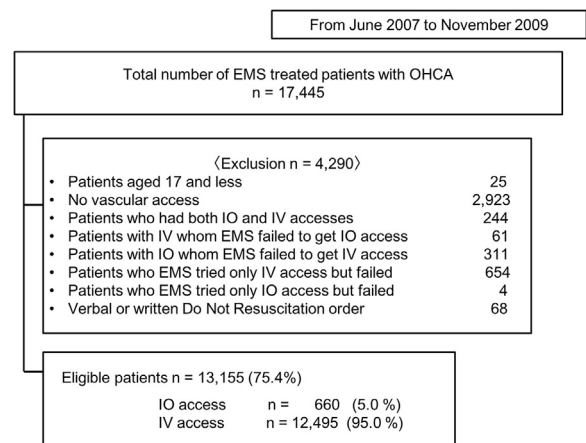 From June 2007 to November 2009
Total number of EMS treated patients with OHCA
n = 17,445
〈Exclusion n = 4,290〉
• Patients aged 17 and less 25
• No vascular access 2,923
• Patients who had both IO and IV accesses 244
• Patients with IV whom EMS failed to get IO access 61
• Patients with IO whom EMS failed to get IV access 311
• Patients who EMS tried only IV access but failed 654
• Patients who EMS tried only IO access but failed 4
• Verbal or written Do Not Resuscitation order 68
Eligible patients n = 13,155 (75.4%)
IO access n = 660 (5.0 %)
IV access n = 12,495 (95.0 %)